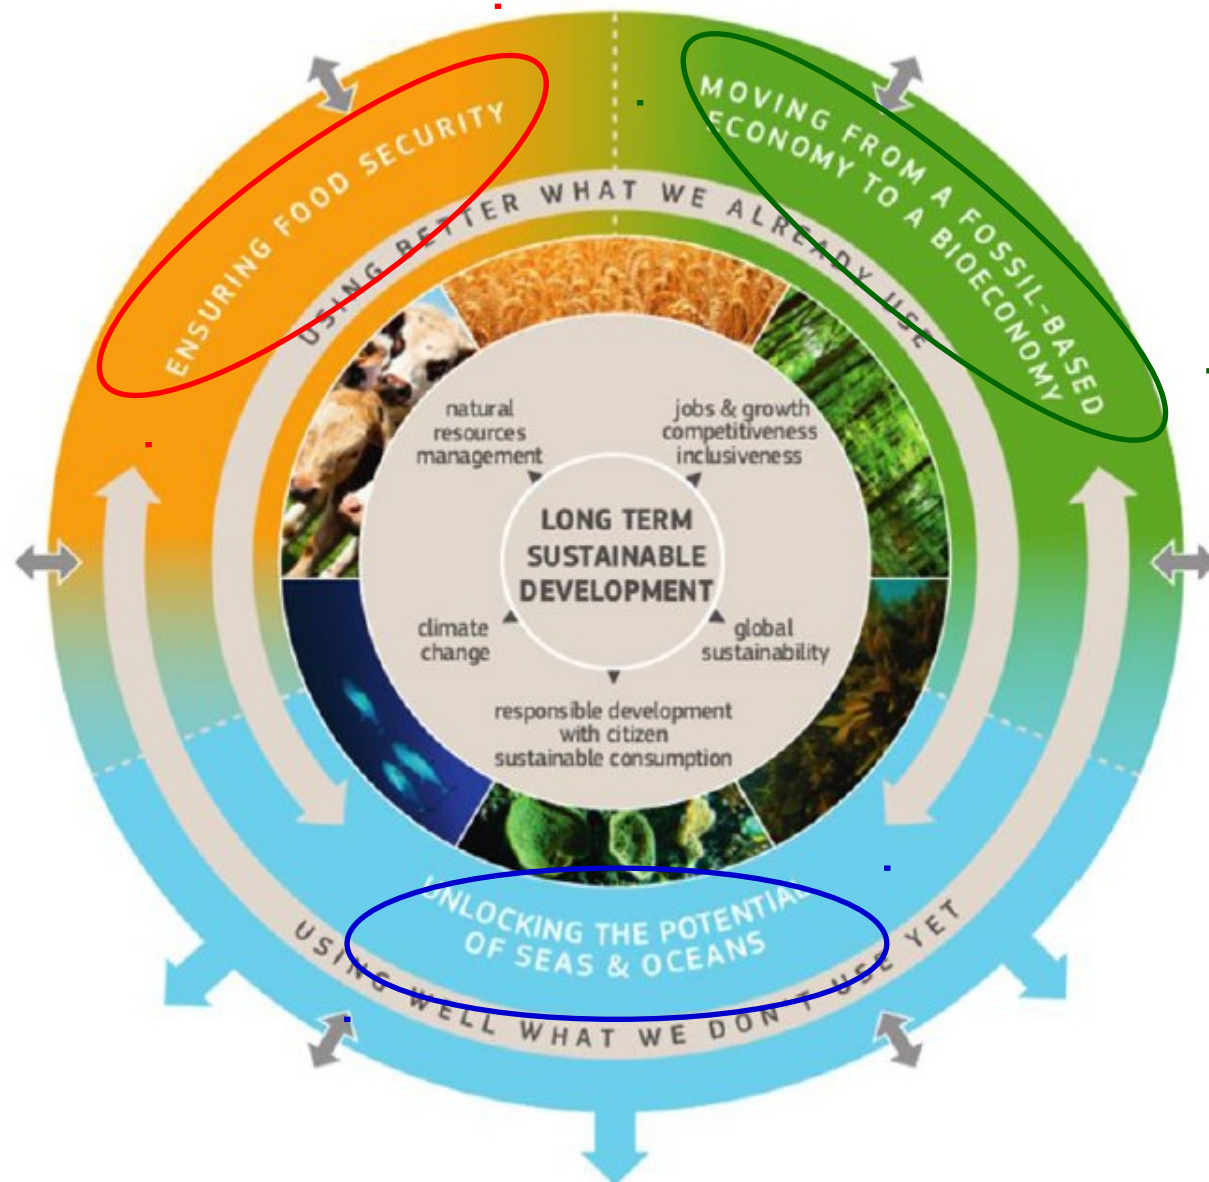 ENSURING FOOD SECURITY
MOVING FROM A FOSSIL-BASED
ECONOMY TO A BIOECONOMY
USING BETTER WHAT WE ALREADY USE
natural
resources
management
jobs & growth
competitiveness
inclusiveness
LONG TERM
SUSTAINABLE
DEVELOPMENT
climate
change
global
sustainability
responsible development
with citizen
sustainable consumption
UNLOCKING THE POTENTIAL
OF SEAS & OCEANS
USING WELL WHAT WE DON'T USE YET